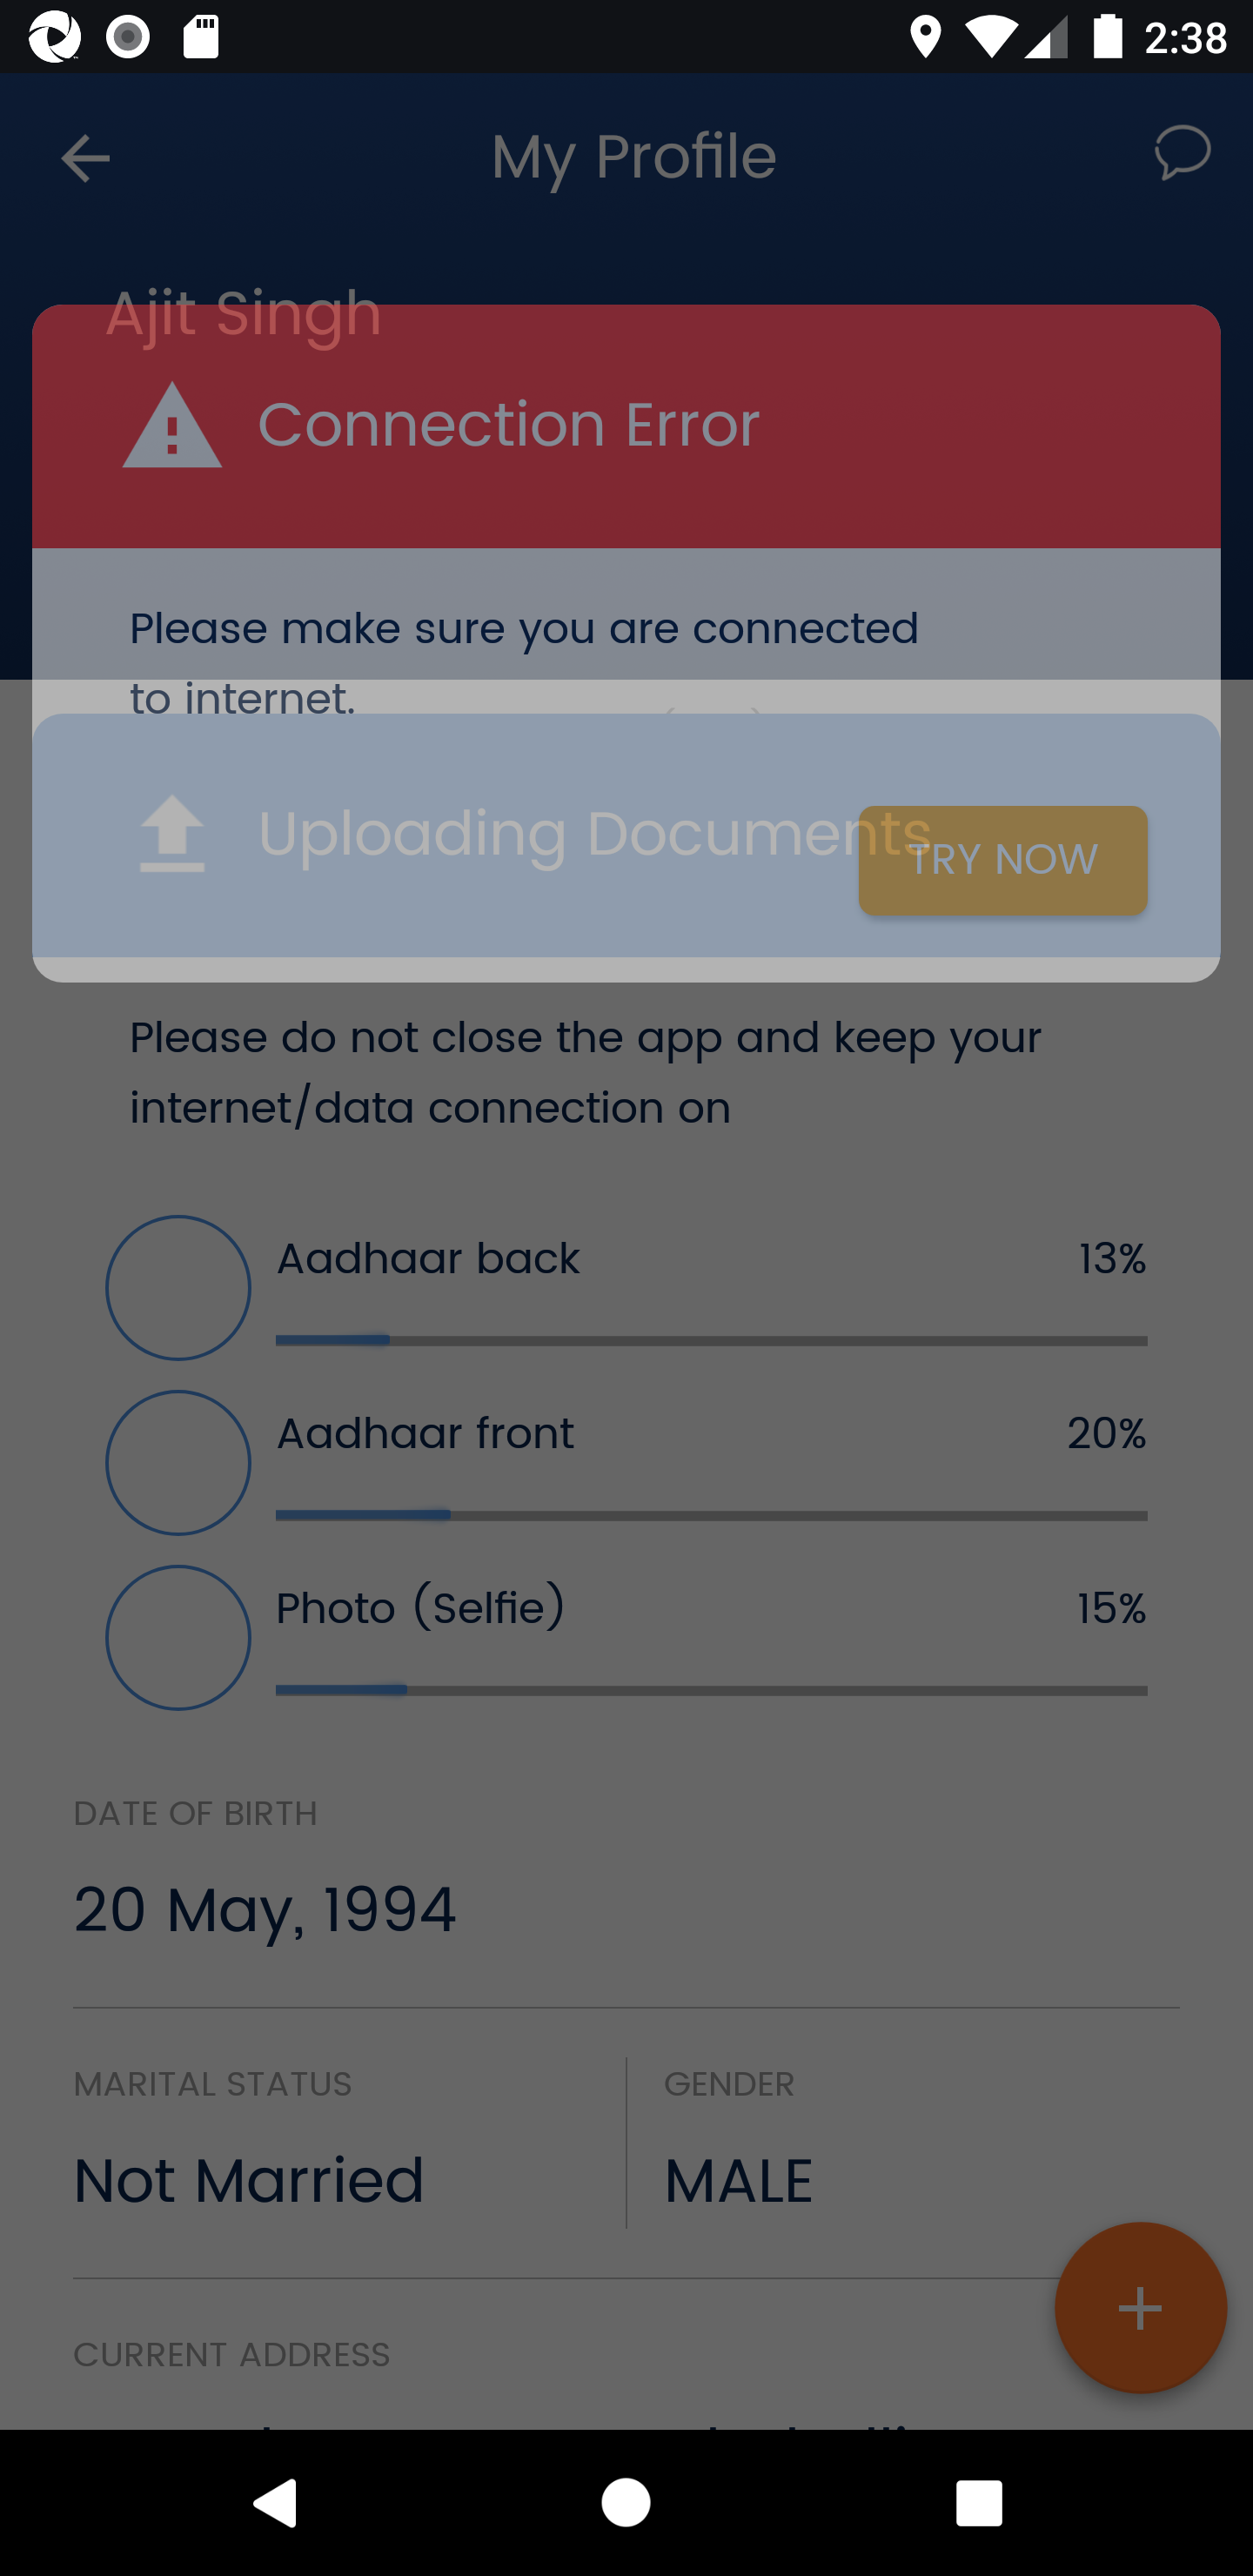 2:38
My Profile
Ajit Singh
Connection Error
Please make sure you are connected
to internet.
Uploading Documents
TRY NOW
Please do not close the app and keep your
internet/data connection on
Aadhaar back 13%
Aadhaar front 20%
Photo (Selfie) 15%
DATE OF BIRTH
20 May, 1994
MARITAL STATUS GENDER
Not Married MALE
CURRENT ADDRESS